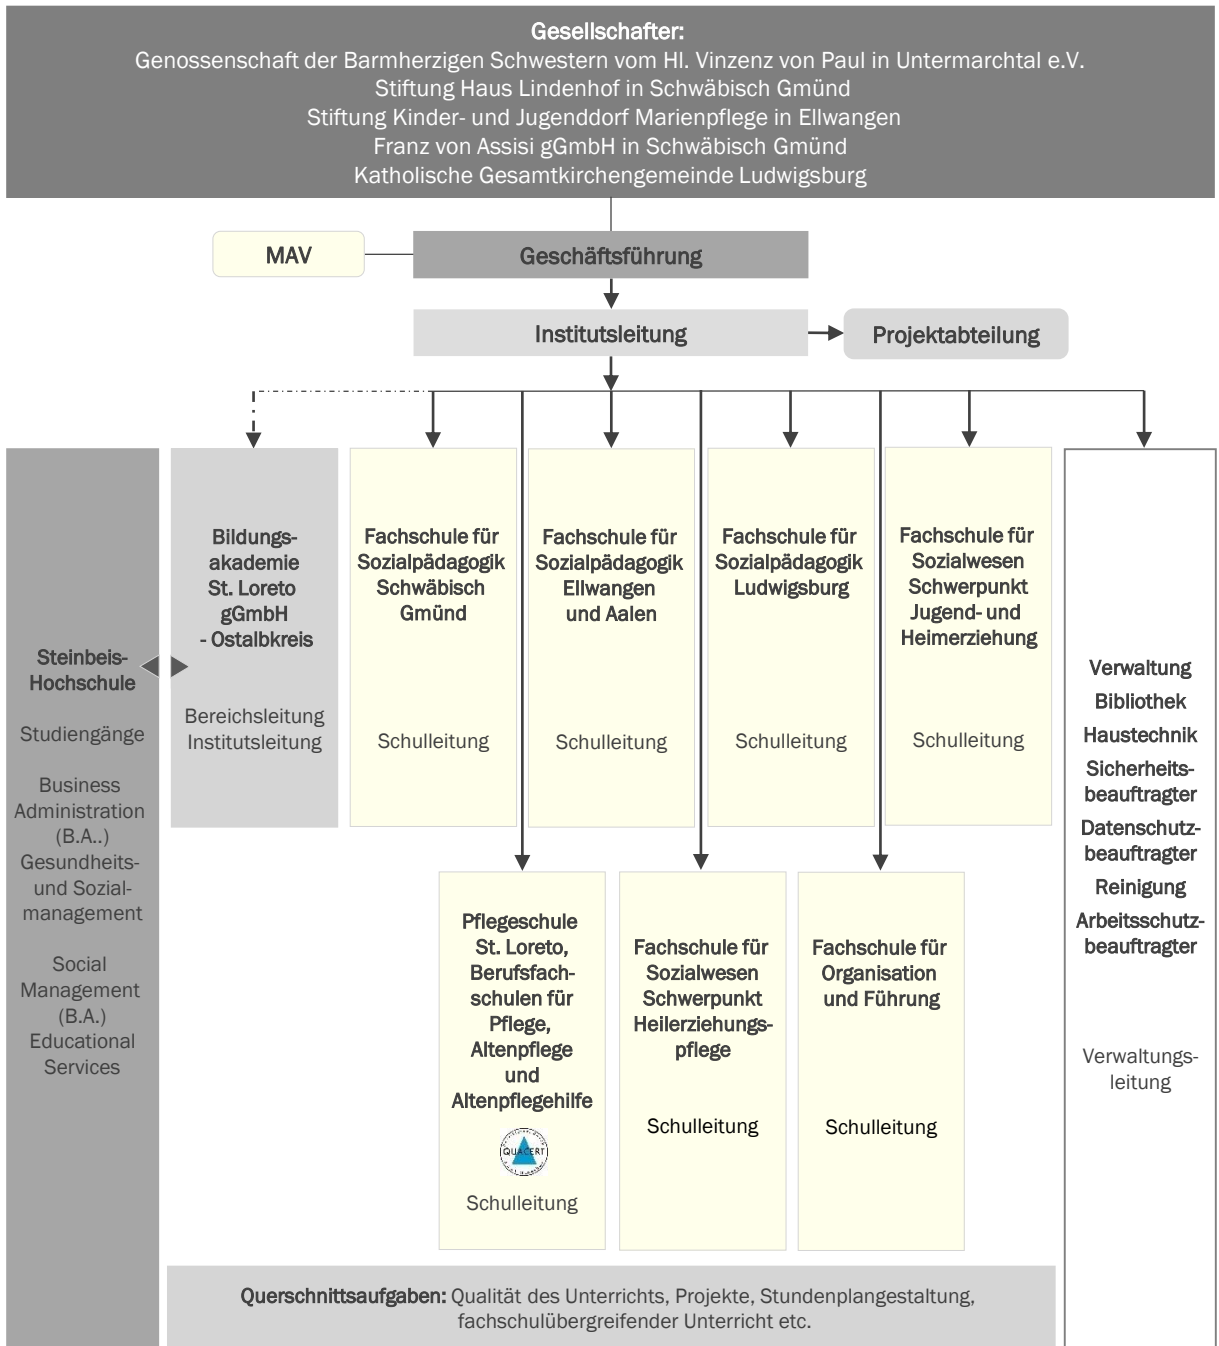 Gesellschafter:
Genossenschaft der Barmherzigen Schwestern vom Hl. Vinzenz von Paul in Untermarchtal e.V.
Stiftung Haus Lindenhof in Schwäbisch Gmünd
Stiftung Kinder- und Jugenddorf Marienpflege in Ellwangen
Franz von Assisi gGmbH in Schwäbisch Gmünd
Katholische Gesamtkirchengemeinde Ludwigsburg
MAV
Geschäftsführung
Institutsleitung
Projektabteilung
Steinbeis-
Hochschule
Studiengänge
Business
Administration
(B.A..)
Gesundheits-
und Sozial-
management
Social
Management
(B.A.)
Educational
Services
Bildungs-
akademie
St. Loreto
gGmbH
- Ostalbkreis
Bereichsleitung
Institutsleitung
Fachschule für
Sozialpädagogik
Schwäbisch
Gmünd
Schulleitung
Fachschule für
Sozialpädagogik
Ellwangen
und Aalen
Schulleitung
Fachschule für
Sozialpädagogik
Ludwigsburg
Schulleitung
Fachschule für
Sozialwesen
Schwerpunkt
Jugend- und
Heimerziehung
Schulleitung
Verwaltung
Bibliothek
Haustechnik
Sicherheits-
beauftragter
Datenschutz-
beauftragter
Reinigung
Arbeitsschutz-
beauftragter
Verwaltungs-
leitung
Pflegeschule
St. Loreto,
Berufsfach-
schulen für
Pflege,
Altenpflege
und
Altenpflegehilfe
QUACERT
Schulleitung
Fachschule für
Sozialwesen
Schwerpunkt
Heilerziehungs-
pflege
Schulleitung
Fachschule für
Organisation
und Führung
Schulleitung
Querschnittsaufgaben: Qualität des Unterrichts, Projekte, Stundenplangestaltung,
fachschulübergreifender Unterricht etc.